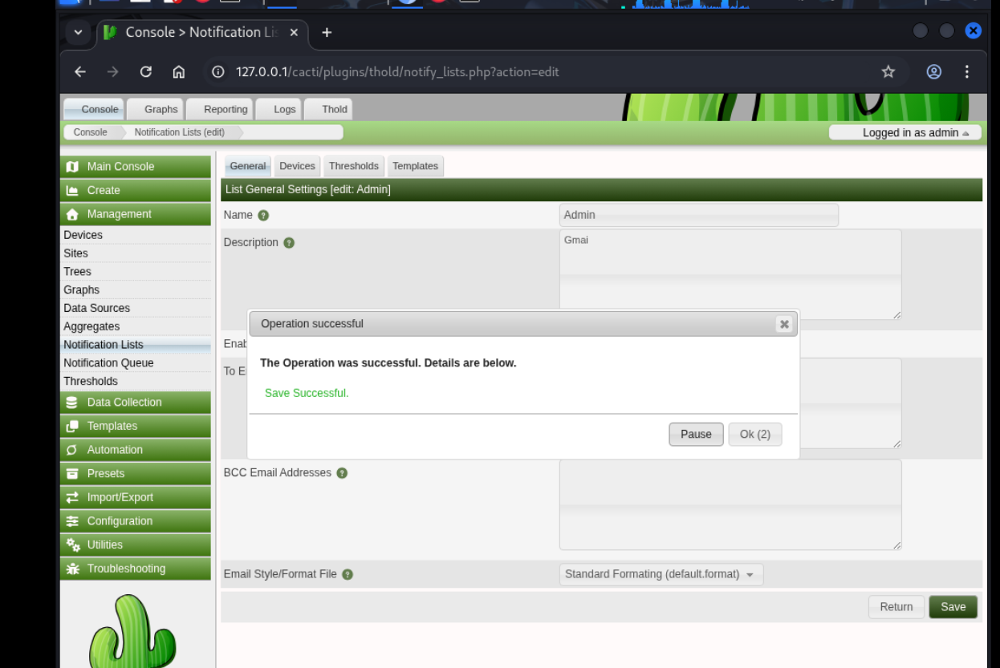 Console > Notification Lis
127.0.0.1/cacti/plugins/thold/notify_lists.php?action=edit
Console Graphs Reporting Logs Thold
Console Notification Lists (edit) Logged in as admin
Main Console
Create
Management
Devices
Sites
Trees
Graphs
Data Sources
Aggregates
Notification Lists
Notification Queue
Thresholds
Data Collection
Templates
Automation
Presets
Import/Export
Configuration
Utilities
Troubleshooting
General Devices Thresholds Templates
List General Settings [edit: Admin]
Name Admin
Description Gmai
Enab
To E
Operation successful
The Operation was successful. Details are below.
Save Successful.
Pause Ok (2)
BCC Email Addresses
Email Style/Format File Standard Formating (default.format)
Return Save